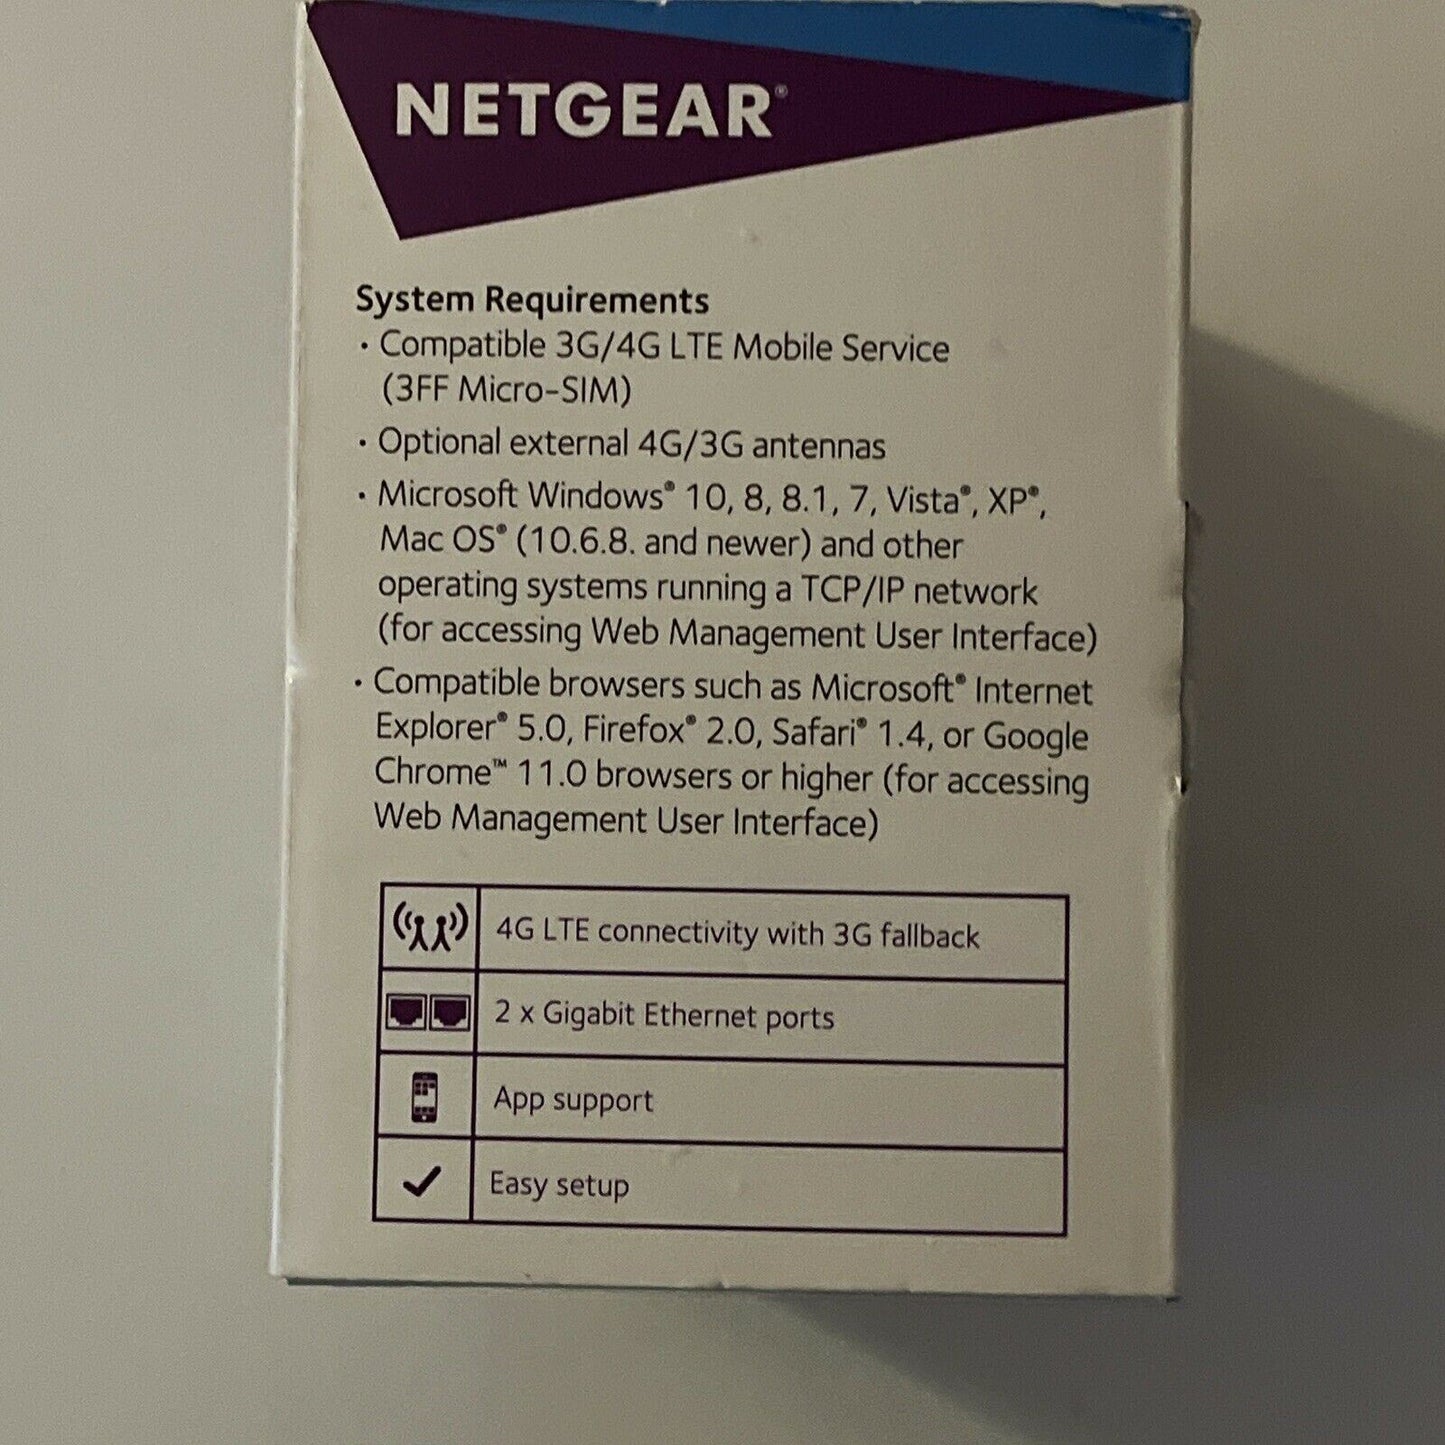 NETGEAR®
System Requirements
· Compatible 3G/4G LTE Mobile Service
(3FF Micro-SIM)
· Optional external 4G/3G antennas
· Microsoft Windows® 10, 8, 8.1, 7, Vista®, XP®,
Mac OS® (10.6.8. and newer) and other
operating systems running a TCP/IP network
(for accessing Web Management User Interface)
· Compatible browsers such as Microsoft® Internet
Explorer® 5.0, Firefox® 2.0, Safari® 1.4, or Google
Chrome™ 11.0 browsers or higher (for accessing
Web Management User Interface)
4G LTE connectivity with 3G fallback
2 x Gigabit Ethernet ports
App support
Easy setup